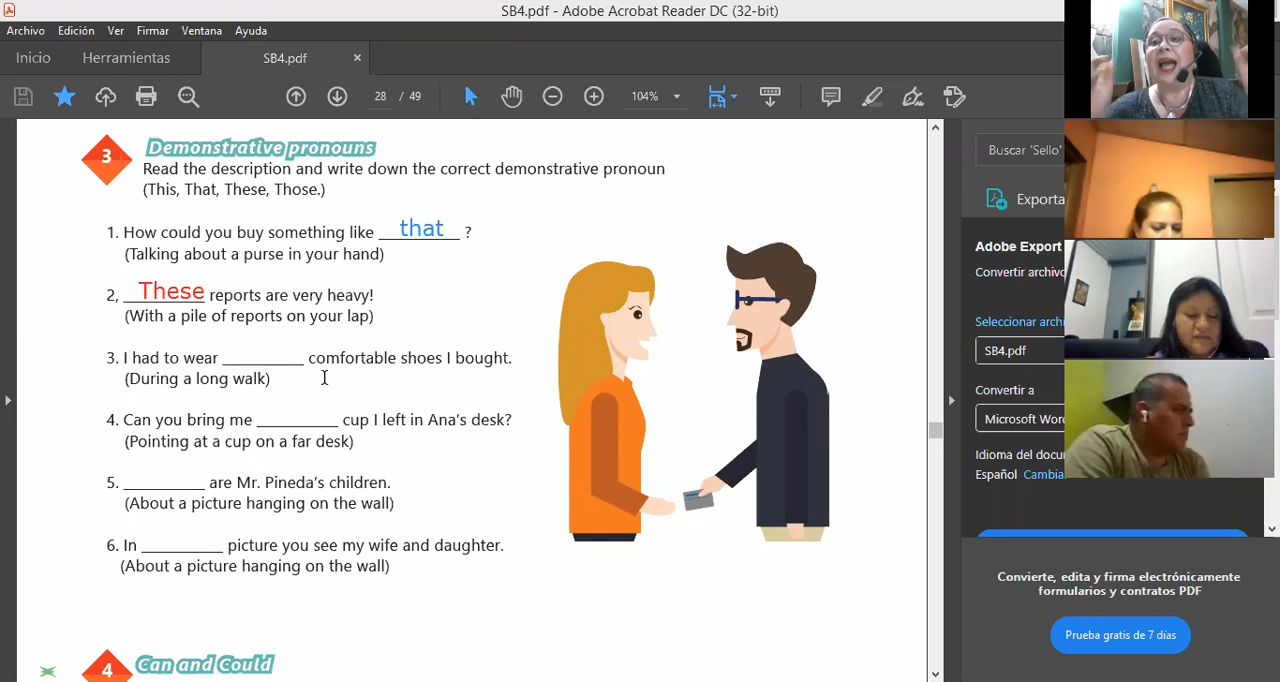 SB4.pdf - Adobe Acrobat Reader DC (32-bit)
Archivo Edición Ver Firmar Ventana Ayuda
Inicio Herramientas SB4.pdf ×
28 / 49 104%
3 Demonstrative pronouns
Read the description and write down the correct demonstrative pronoun
(This, That, These, Those.)
1. How could you buy something like that ?
(Talking about a purse in your hand)
2, These reports are very heavy!
(With a pile of reports on your lap)
3. I had to wear __________ comfortable shoes I bought.
(During a long walk)
4. Can you bring me __________ cup I left in Ana's desk?
(Pointing at a cup on a far desk)
5. __________ are Mr. Pineda's children.
(About a picture hanging on the wall)
6. In __________ picture you see my wife and daughter.
(About a picture hanging on the wall)
4 Can and Could
Buscar 'Sello'
Exporta
Adobe Export
Convertir archivo
Seleccionar archi
SB4.pdf
Convertir a
Microsoft Word
Idioma del docu
Español Cambia
Convierte, edita y firma electrónicamente
formularios y contratos PDF
Prueba gratis de 7 días